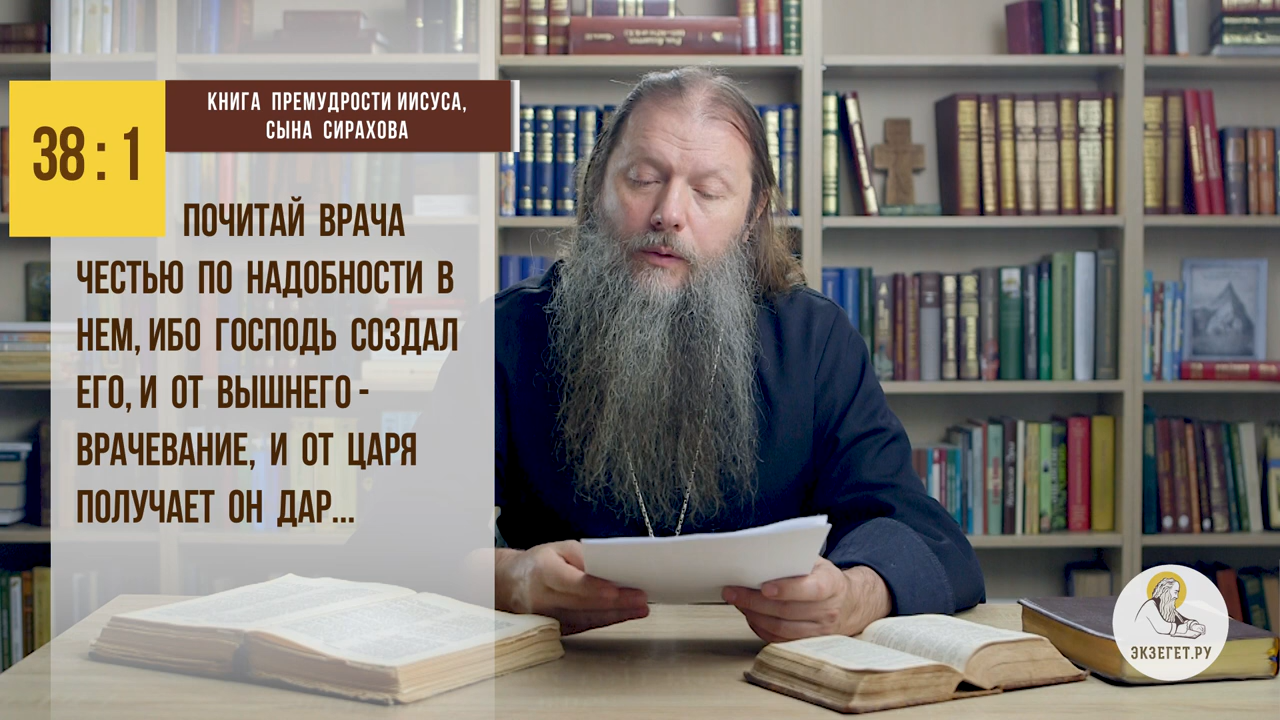 38:1
КНИГА ПРЕМУДРОСТИ ИИСУСА,
СЫНА СИРАХОВА
ПОЧИТАЙ ВРАЧА
ЧЕСТЬЮ ПО НАДОБНОСТИ В
НЕМ, ИБО ГОСПОДЬ СОЗДАЛ
ЕГО, И ОТ ВЫШНЕГО -
ВРАЧЕВАНИЕ, И ОТ ЦАРЯ
ПОЛУЧАЕТ ОН ДАР...
ЭКЗЕГЕТ.РУ